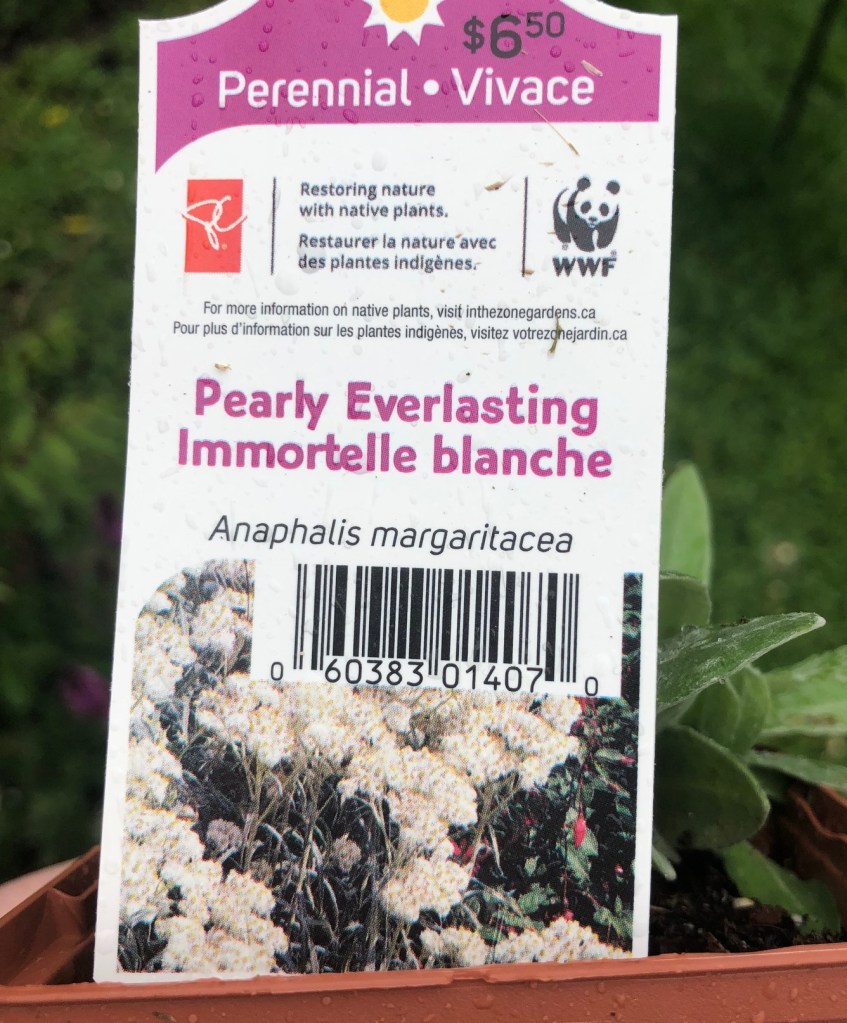 $6.50
Perennial • Vivace
Restoring nature
with native plants.
Restaurer la nature avec
des plantes indigènes.
WWF
For more information on native plants, visit inthezonegardens.ca
Pour plus d'information sur les plantes indigènes, visitez votrezonejardin.ca
Pearly Everlasting
Immortelle blanche
Anaphalis margaritacea
0 60383 01407 0